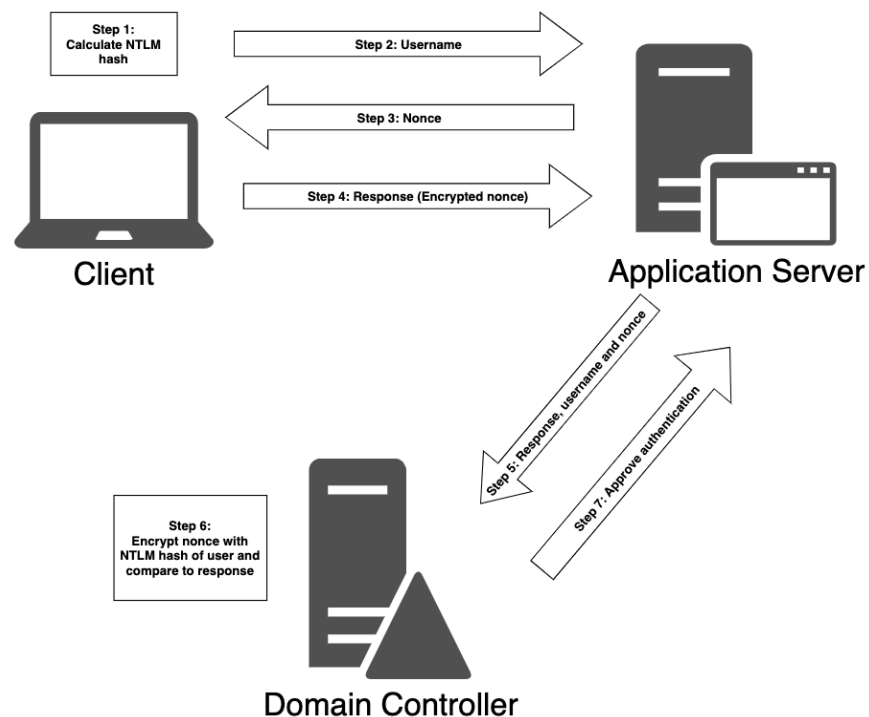 Step 1:
Calculate NTLM
hash
Step 2: Username
Step 3: Nonce
Step 4: Response (Encrypted nonce)
Client
Application Server
Step 5: Response, username and nonce
Step 7: Approve authentication
Step 6:
Encrypt nonce with
NTLM hash of user and
compare to response
Domain Controller